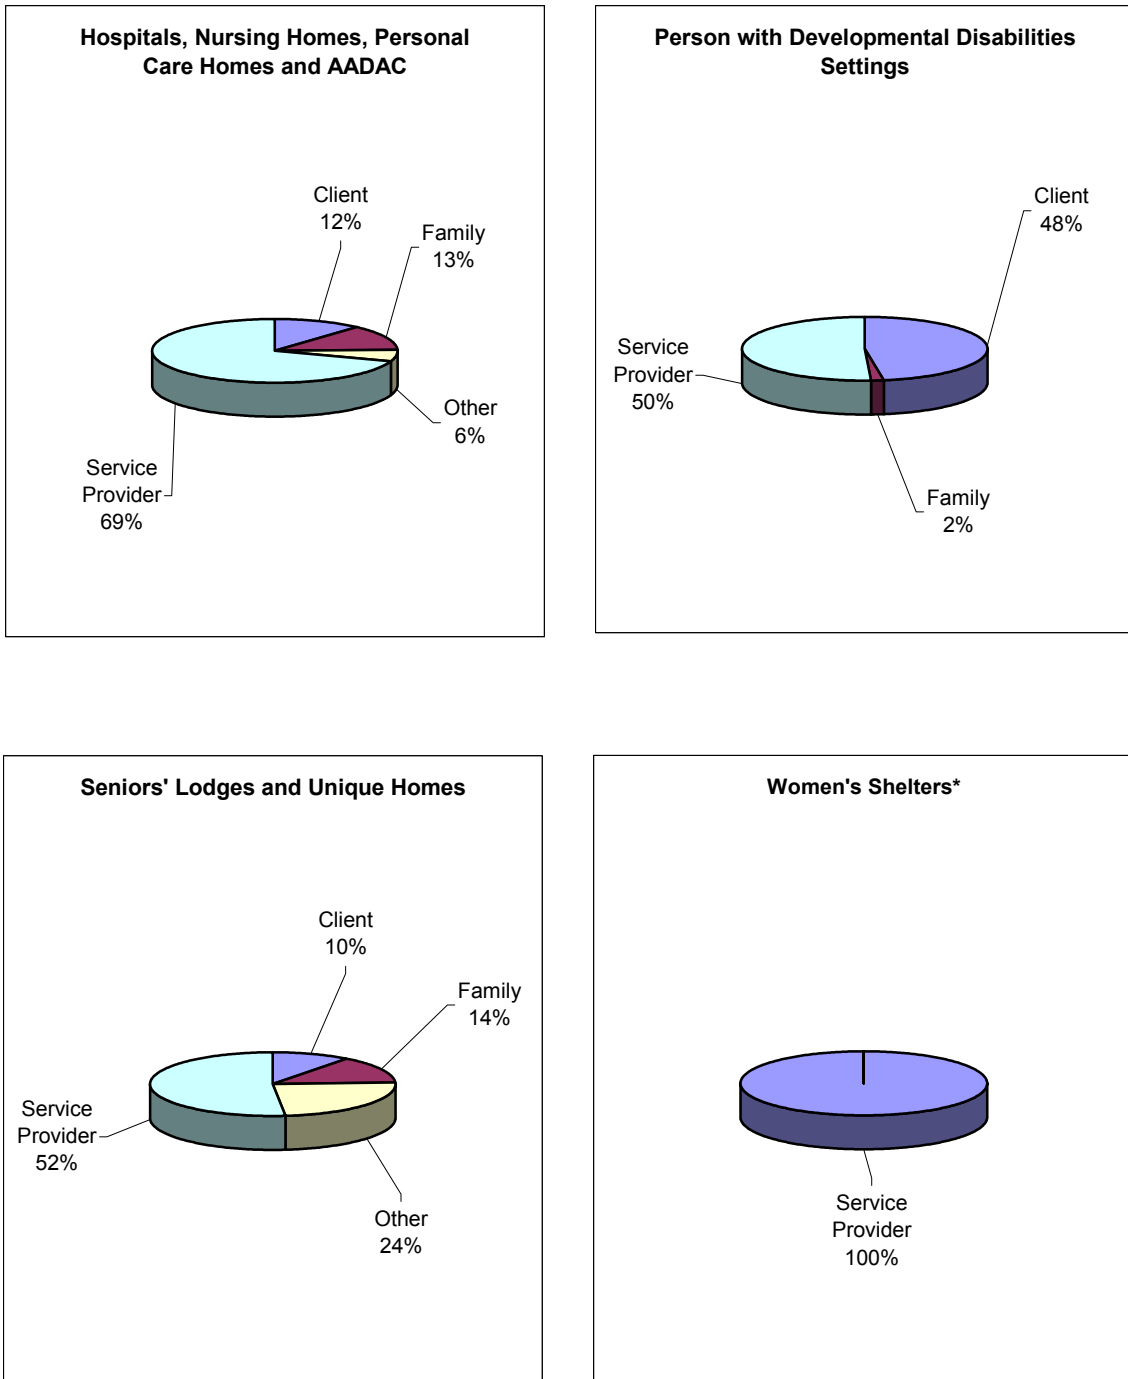 Hospitals, Nursing Homes, Personal
Care Homes and AADAC
Client
12%
Family
13%
Other
6%
Service
Provider
69%
Person with Developmental Disabilities
Settings
Client
48%
Service
Provider
50%
Family
2%
Seniors' Lodges and Unique Homes
Client
10%
Family
14%
Service
Provider
52%
Other
24%
Women's Shelters*
Service
Provider
100%